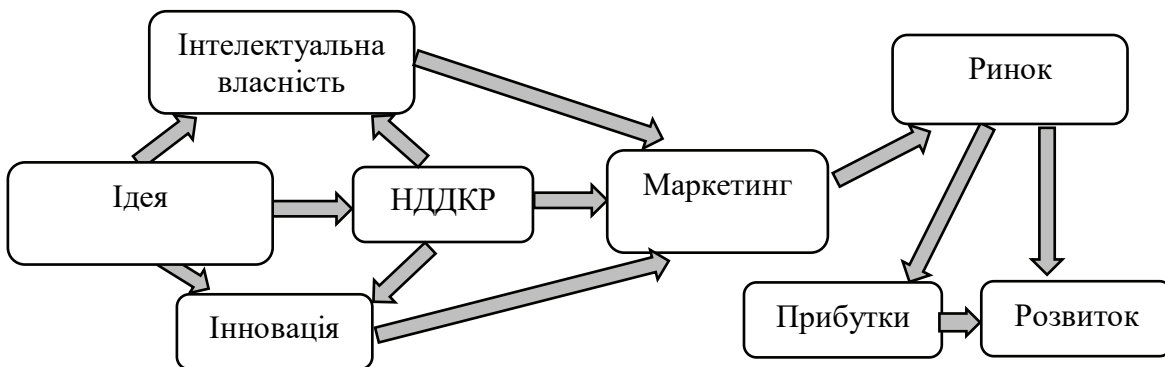 Інтелектуальна
власність
Ринок
Ідея
НДДКР
Маркетинг
Інновація
Прибутки
Розвиток